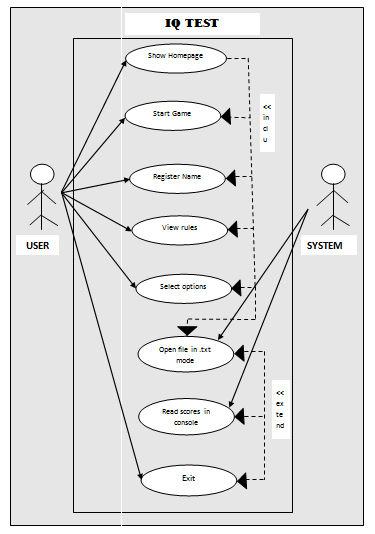 IQ TEST
Show Homepage
<<
in
cl
u
Start Game
Register Name
View rules
USER
SYSTEM
Select options
Open file in .txt
mode
<<
ex
te
nd
Read scores in
console
Exit